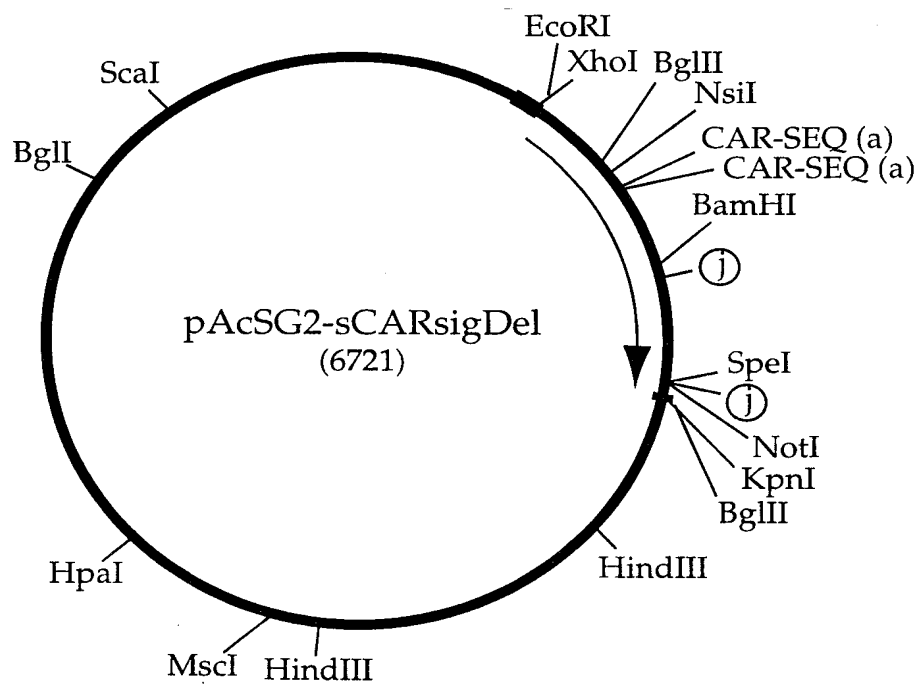 EcoRI
XhoI
BglII
NsiI
CAR-SEQ (a)
CAR-SEQ (a)
BamHI
j
SpeI
j
NotI
KpnI
BglII
HindIII
HindIII
MscI
HpaI
BglI
ScaI
pAcSG2-sCARsigDel
(6721)